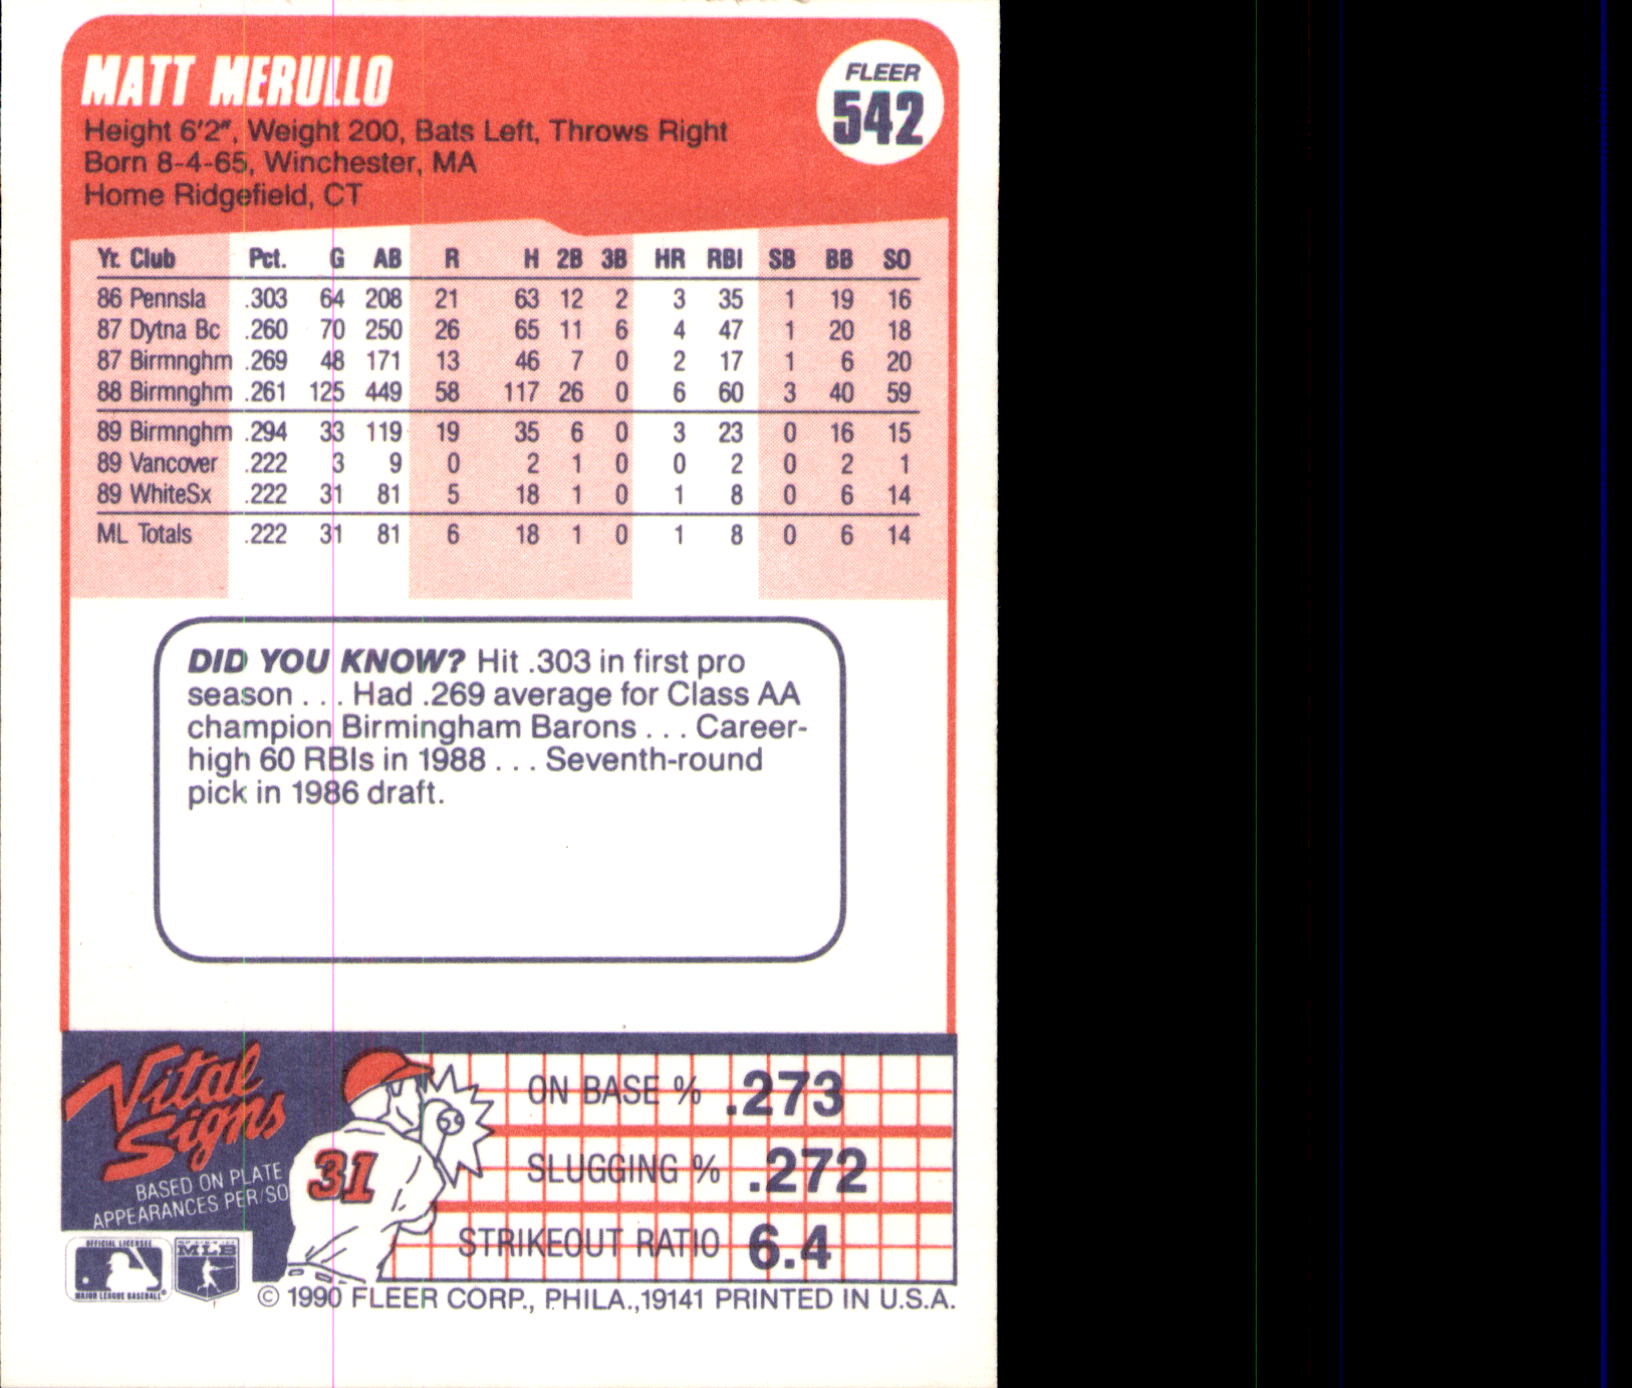 MATT MERULLO
FLEER
542
Height 6'2", Weight 200, Bats Left, Throws Right
Born 8-4-65, Winchester, MA
Home Ridgefield, CT
Yr. Club Pct. G AB R H 2B 3B HR RBI SB BB SO
86 Pennsla .303 64 208 21 63 12 2 3 35 1 19 16
87 Dytna Bc .260 70 250 26 65 11 6 4 47 1 20 18
87 Birmnghm .269 48 171 13 46 7 0 2 17 1 6 20
88 Birmnghm .261 125 449 58 117 26 0 6 60 3 40 59
89 Birmnghm .294 33 119 19 35 6 0 3 23 0 16 15
89 Vancover .222 3 9 0 2 1 0 0 2 0 2 1
89 WhiteSx .222 31 81 5 18 1 0 1 8 0 6 14
ML Totals .222 31 81 6 18 1 0 1 8 0 6 14
DID YOU KNOW? Hit .303 in first pro
season . . . Had .269 average for Class AA
champion Birmingham Barons . . . Career-
high 60 RBIs in 1988 . . . Seventh-round
pick in 1986 draft.
Vital
Signs
BASED ON PLATE
APPEARANCES PER/SO
31
ON BASE % .273
SLUGGING % .272
STRIKEOUT RATIO 6.4
OFFICIAL LICENSEE
MAJOR LEAGUE BASEBALL®
MLB
© 1990 FLEER CORP., PHILA.,19141 PRINTED IN U.S.A.